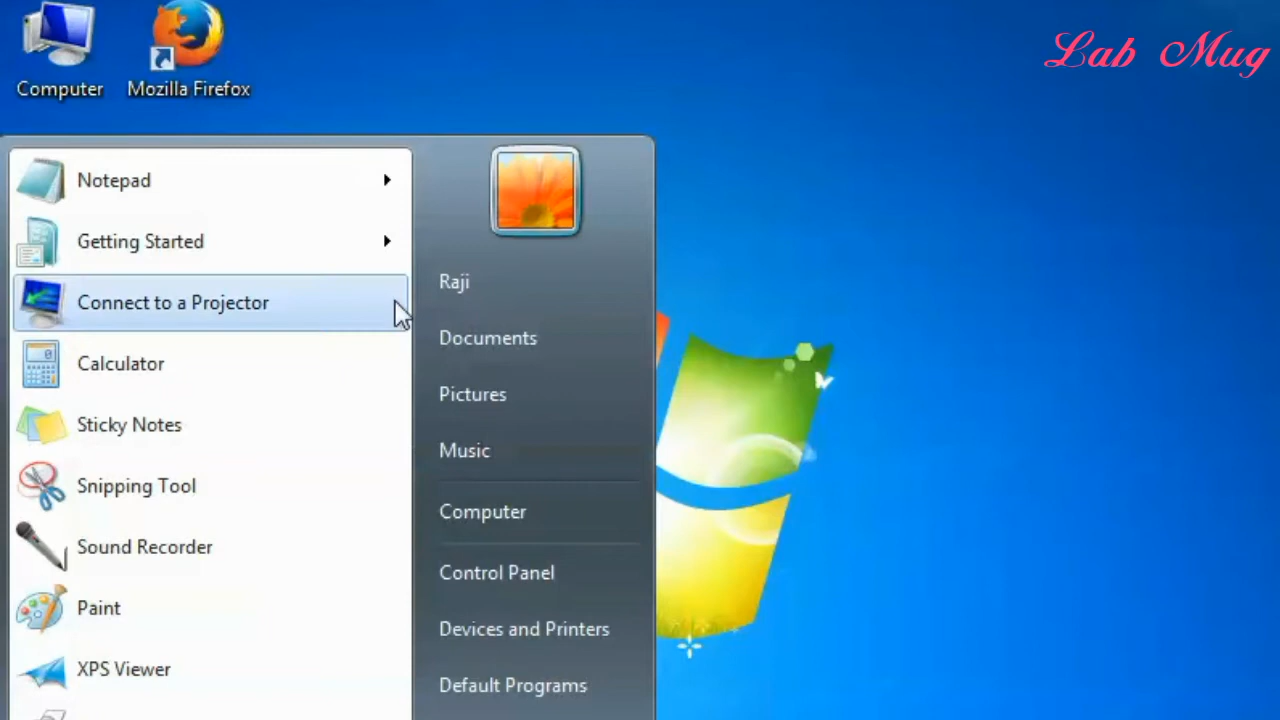 Computer
Mozilla Firefox
Lab Mug
Notepad
Getting Started
Connect to a Projector
Calculator
Sticky Notes
Snipping Tool
Sound Recorder
Paint
XPS Viewer
Raji
Documents
Pictures
Music
Computer
Control Panel
Devices and Printers
Default Programs